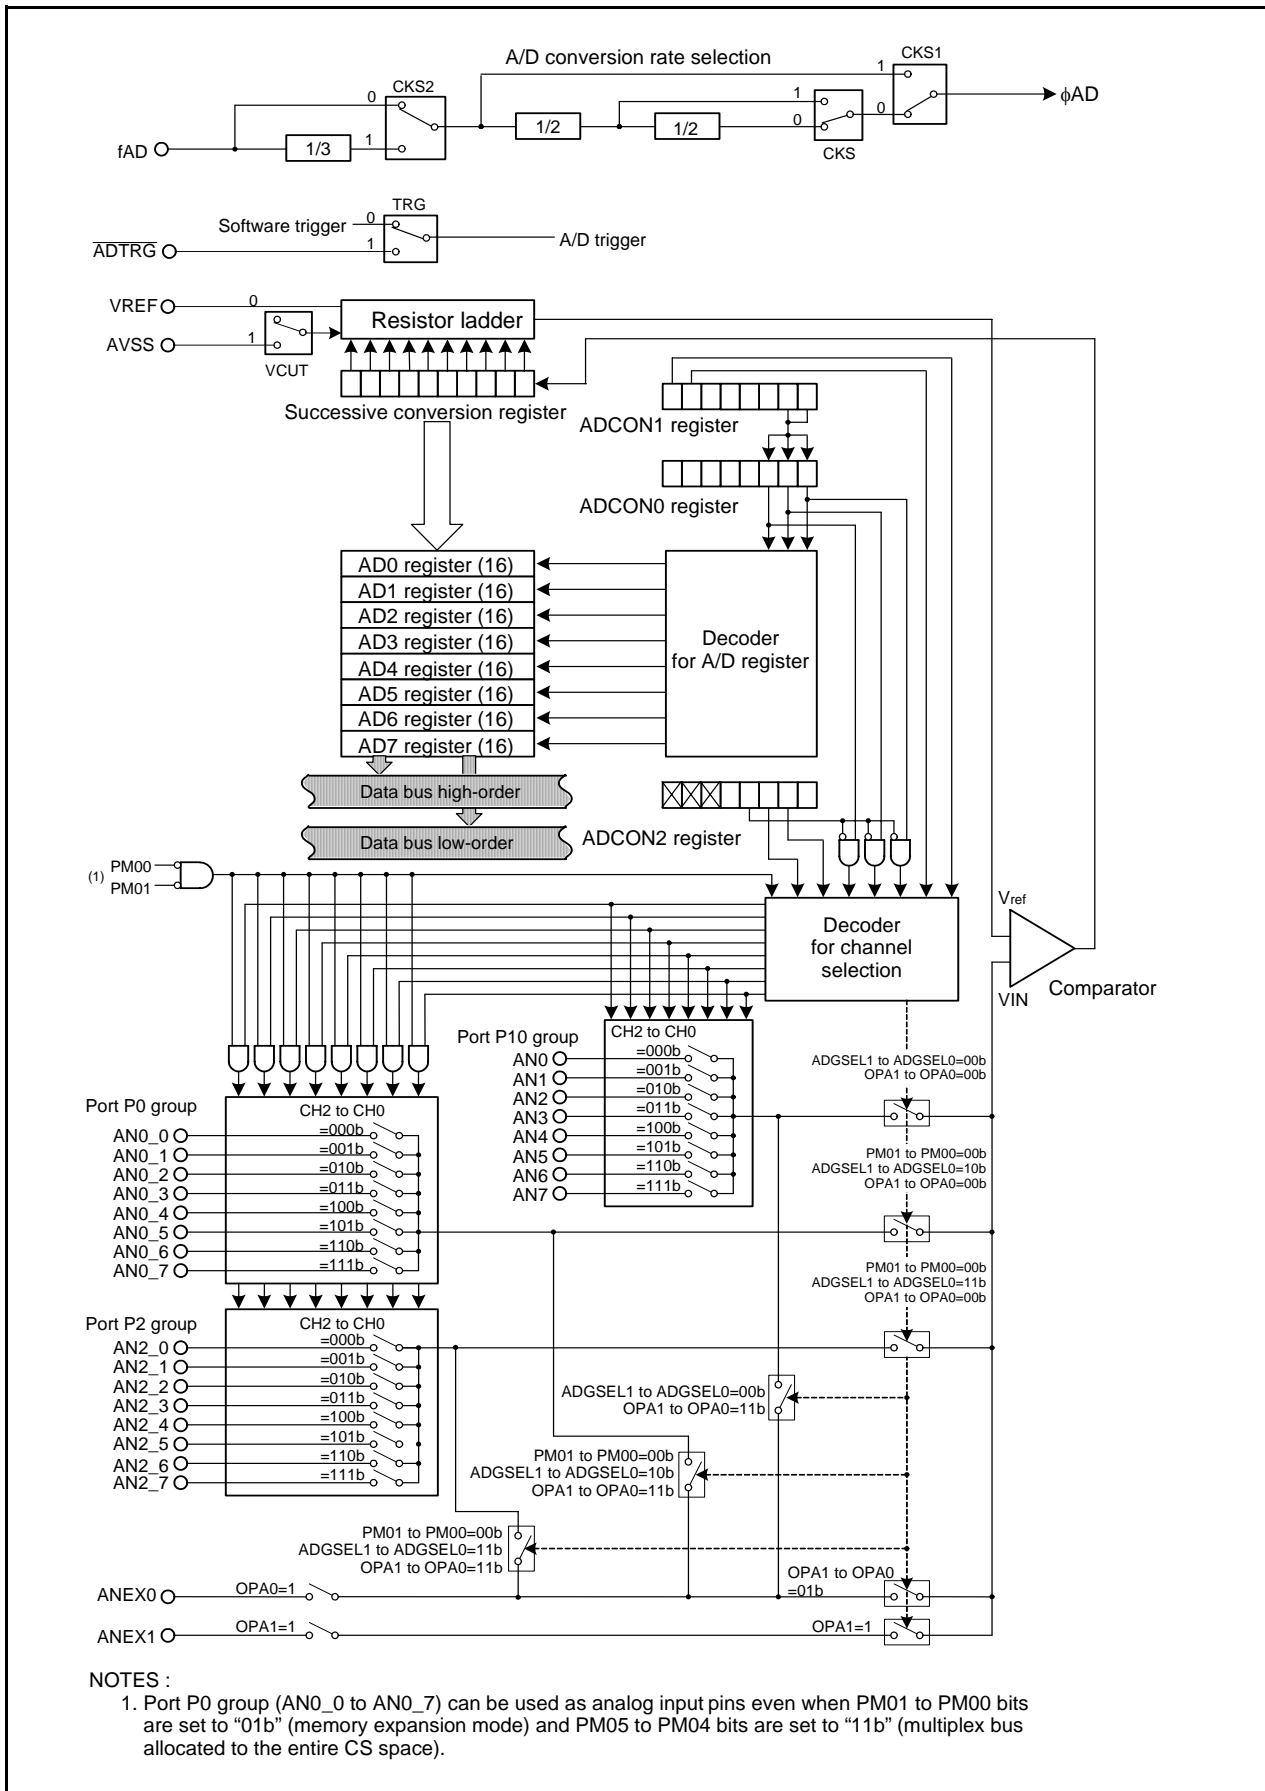 A/D conversion rate selection
CKS1
CKS2
1
0
1
φAD
0
0
1/2
1/2
fAD
1/3
1
CKS
TRG
Software trigger
0
ADTRG
1
A/D trigger
VREF
0
Resistor ladder
AVSS
1
VCUT
Successive conversion register
ADCON1 register
ADCON0 register
AD0 register (16)
AD1 register (16)
AD2 register (16)
AD3 register (16)
AD4 register (16)
AD5 register (16)
AD6 register (16)
AD7 register (16)
Decoder
for A/D register
Data bus high-order
Data bus low-order
ADCON2 register
(1)
PM00
PM01
Decoder
for channel
selection
Vref
VIN
Comparator
Port P10 group
CH2 to CH0
AN0
=000b
AN1
=001b
AN2
=010b
AN3
=011b
AN4
=100b
AN5
=101b
AN6
=110b
AN7
=111b
ADGSEL1 to ADGSEL0=00b
OPA1 to OPA0=00b
PM01 to PM00=00b
ADGSEL1 to ADGSEL0=10b
OPA1 to OPA0=00b
PM01 to PM00=00b
ADGSEL1 to ADGSEL0=11b
OPA1 to OPA0=00b
Port P0 group
CH2 to CH0
AN0_0
=000b
AN0_1
=001b
AN0_2
=010b
AN0_3
=011b
AN0_4
=100b
AN0_5
=101b
AN0_6
=110b
AN0_7
=111b
Port P2 group
CH2 to CH0
AN2_0
=000b
AN2_1
=001b
AN2_2
=010b
AN2_3
=011b
AN2_4
=100b
AN2_5
=101b
AN2_6
=110b
AN2_7
=111b
ADGSEL1 to ADGSEL0=00b
OPA1 to OPA0=11b
PM01 to PM00=00b
ADGSEL1 to ADGSEL0=10b
OPA1 to OPA0=11b
PM01 to PM00=00b
ADGSEL1 to ADGSEL0=11b
OPA1 to OPA0=11b
ANEX0
OPA0=1
OPA1 to OPA0
=01b
ANEX1
OPA1=1
OPA1=1
NOTES :
1. Port P0 group (AN0_0 to AN0_7) can be used as analog input pins even when PM01 to PM00 bits
are set to “01b” (memory expansion mode) and PM05 to PM04 bits are set to “11b” (multiplex bus
allocated to the entire CS space).